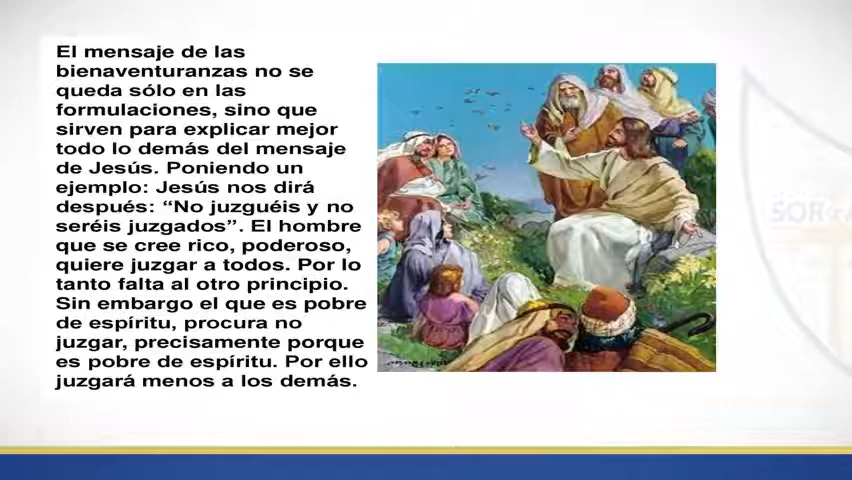 El mensaje de las
bienaventuranzas no se
queda sólo en las
formulaciones, sino que
sirven para explicar mejor
todo lo demás del mensaje
de Jesús. Poniendo un
ejemplo: Jesús nos dirá
después: “No juzguéis y no
seréis juzgados”. El hombre
que se cree rico, poderoso,
quiere juzgar a todos. Por lo
tanto falta al otro principio.
Sin embargo el que es pobre
de espíritu, procura no
juzgar, precisamente porque
es pobre de espíritu. Por ello
juzgará menos a los demás.
SOR